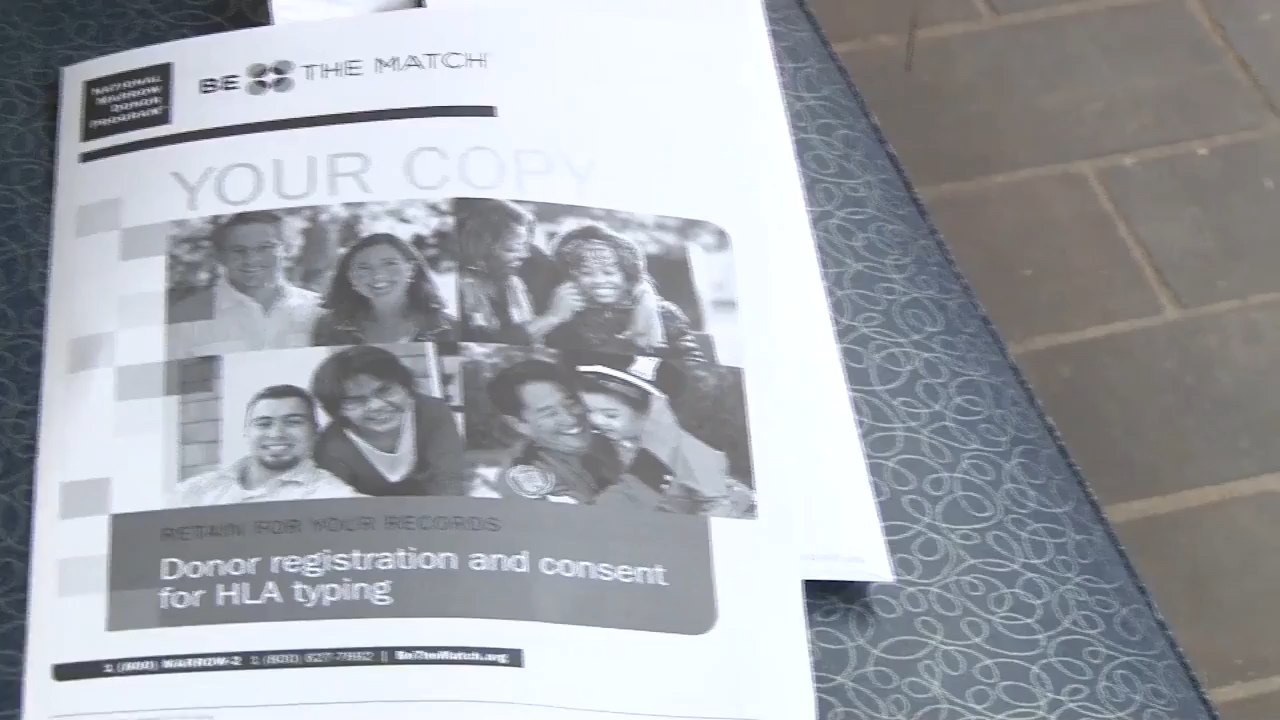 NATIONAL
MARROW
DONOR
PROGRAM
BE THE MATCH
YOUR COPY
RETAIN FOR YOUR RECORDS
Donor registration and consent
for HLA typing
1 (800) MARROW-2 1 (800) 627-7692 || BeTheMatch.org